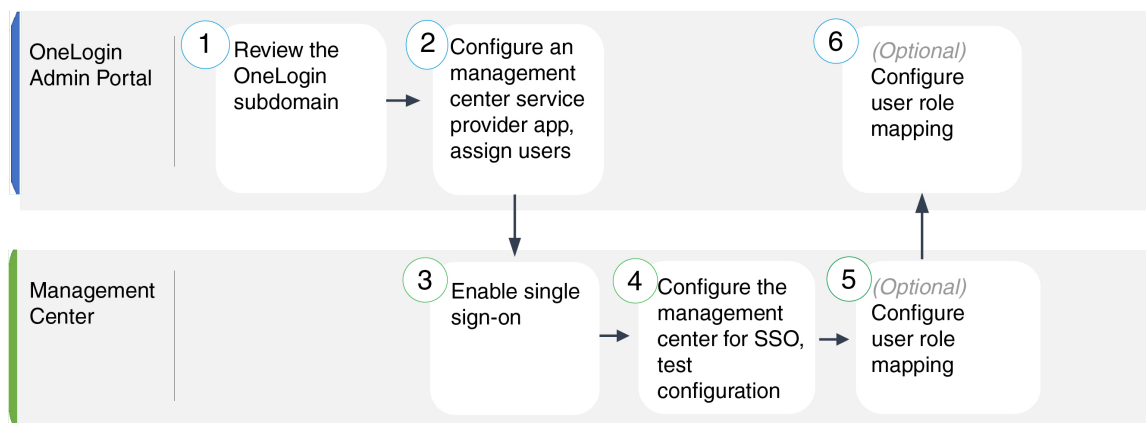 OneLogin
Admin Portal
1
Review the
OneLogin
subdomain
2
Configure an
management
center service
provider app,
assign users
6
(Optional)
Configure
user role
mapping
Management
Center
3
Enable single
sign-on
4
Configure the
management
center for SSO,
test
configuration
5
(Optional)
Configure
user role
mapping